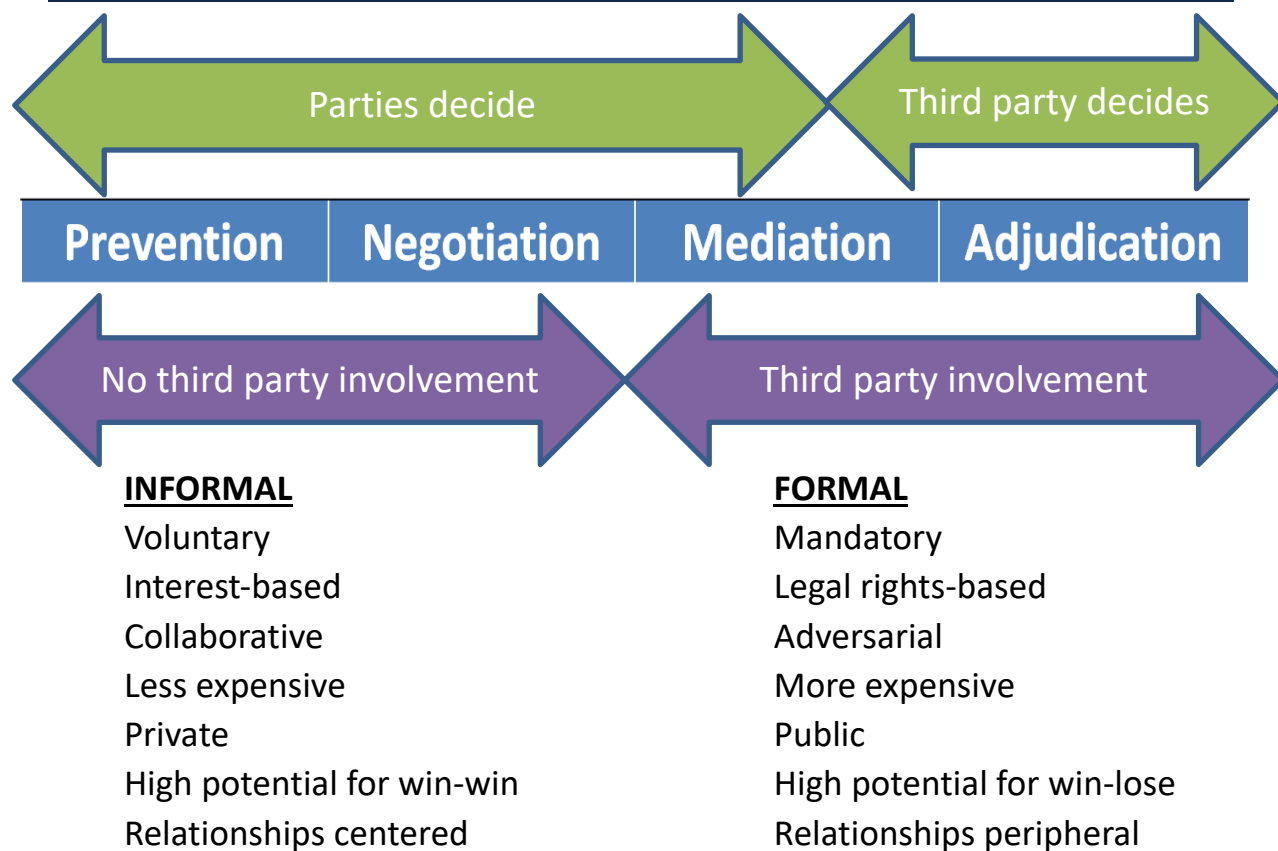 Parties decide
Third party decides
Prevention Negotiation Mediation Adjudication
No third party involvement
Third party involvement
INFORMAL
Voluntary
Interest-based
Collaborative
Less expensive
Private
High potential for win-win
Relationships centered
FORMAL
Mandatory
Legal rights-based
Adversarial
More expensive
Public
High potential for win-lose
Relationships peripheral